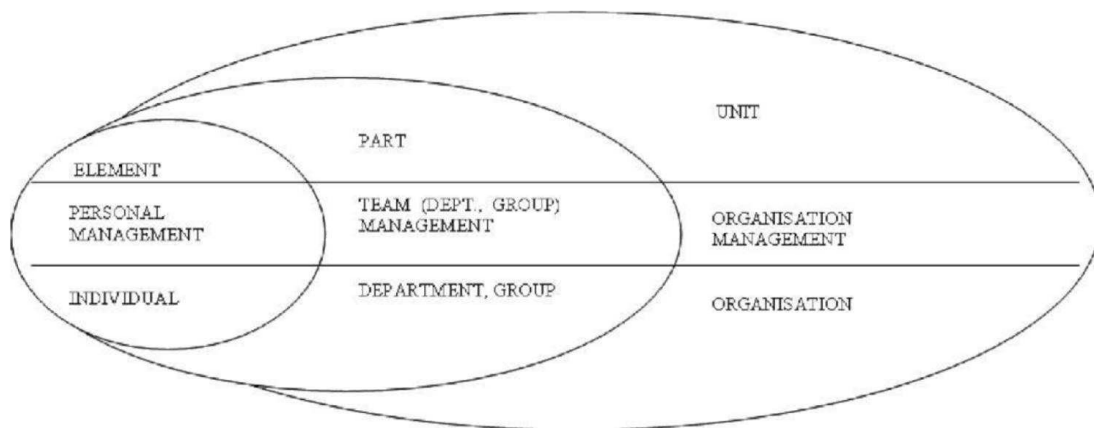 UNIT
PART
ELEMENT
PERSONAL
MANAGEMENT
TEAM (DEPT., GROUP)
MANAGEMENT
ORGANISATION
MANAGEMENT
INDIVIDUAL
DEPARTMENT, GROUP
ORGANISATION